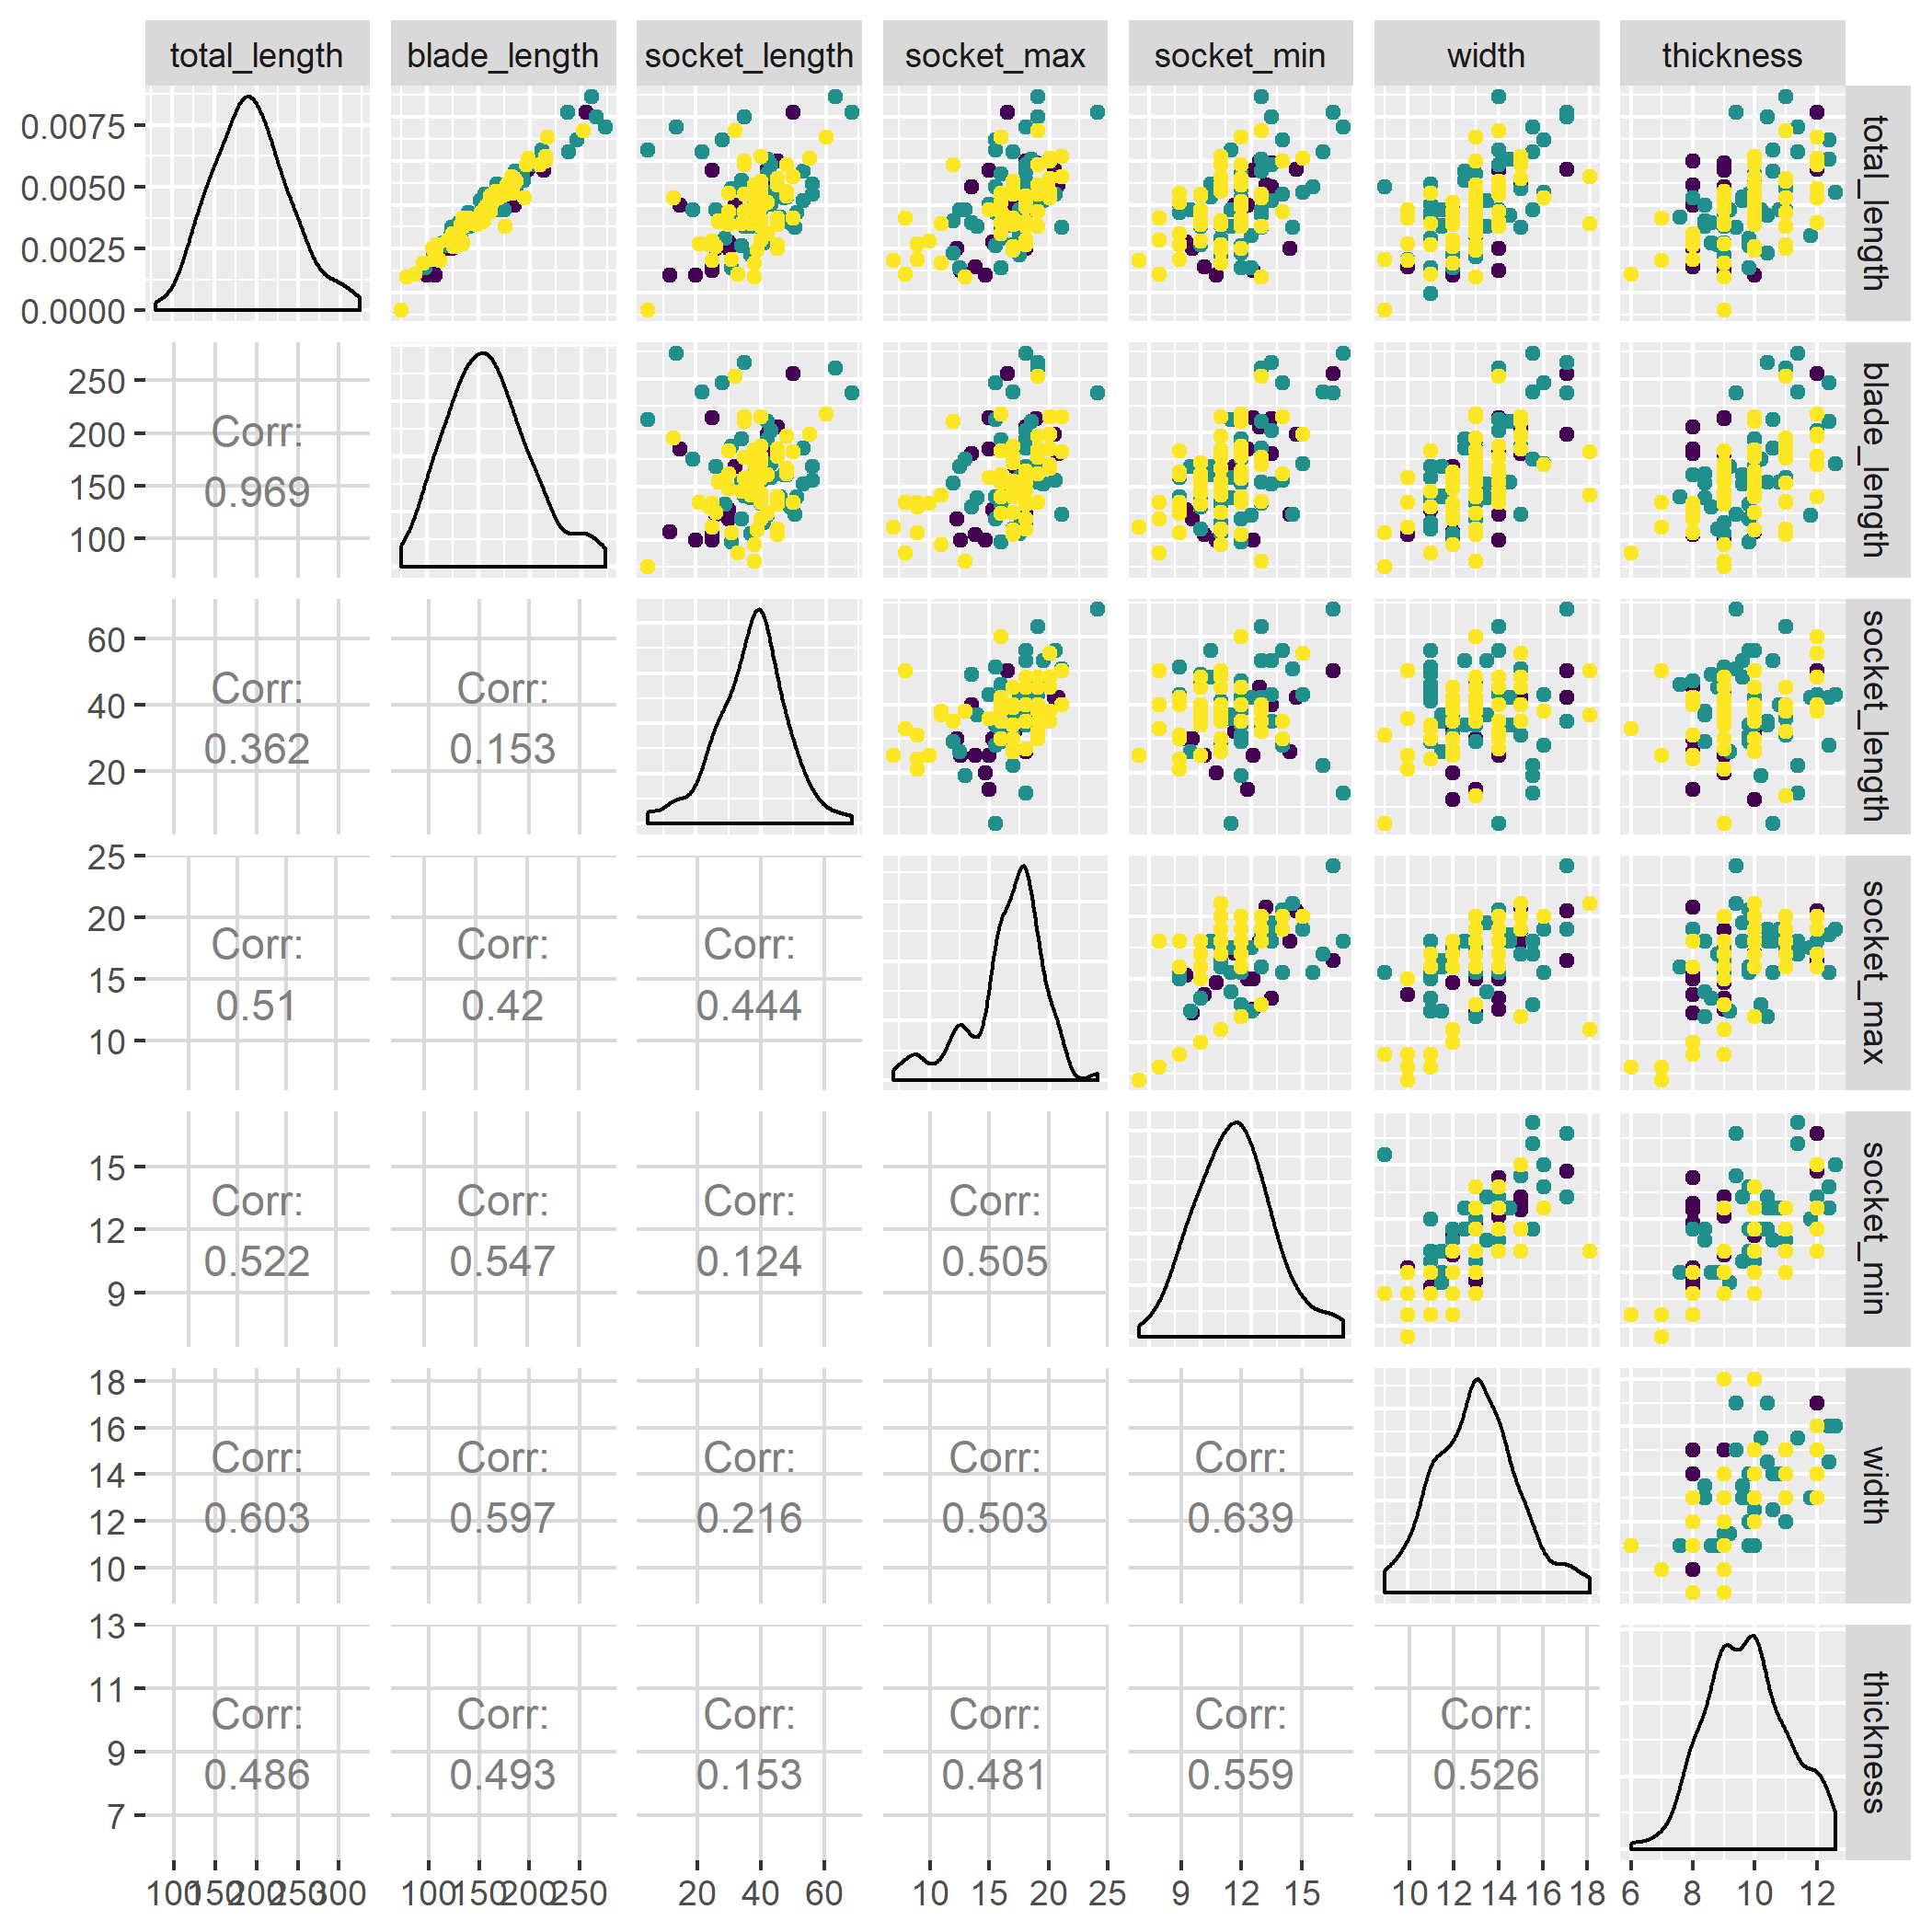 total_length blade_length socket_length socket_max socket_min width thickness
0.0075
0.0050
0.0025
0.0000
total_length
250
200
150
100
Corr:
0.969
blade_length
60
40
20
Corr: Corr:
0.362 0.153
socket_length
25
20
15
10
Corr: Corr: Corr:
0.51 0.42 0.444
socket_max
15
12
9
Corr: Corr: Corr: Corr:
0.522 0.547 0.124 0.505
socket_min
18
16
14
12
10
Corr: Corr: Corr: Corr: Corr:
0.603 0.597 0.216 0.503 0.639
width
13
11
9
7
Corr: Corr: Corr: Corr: Corr: Corr:
0.486 0.493 0.153 0.481 0.559 0.526
thickness
100 150 200 250 300 100 150 200 250 20 40 60 10 15 20 25 9 12 15 10 12 14 16 18 6 8 10 12